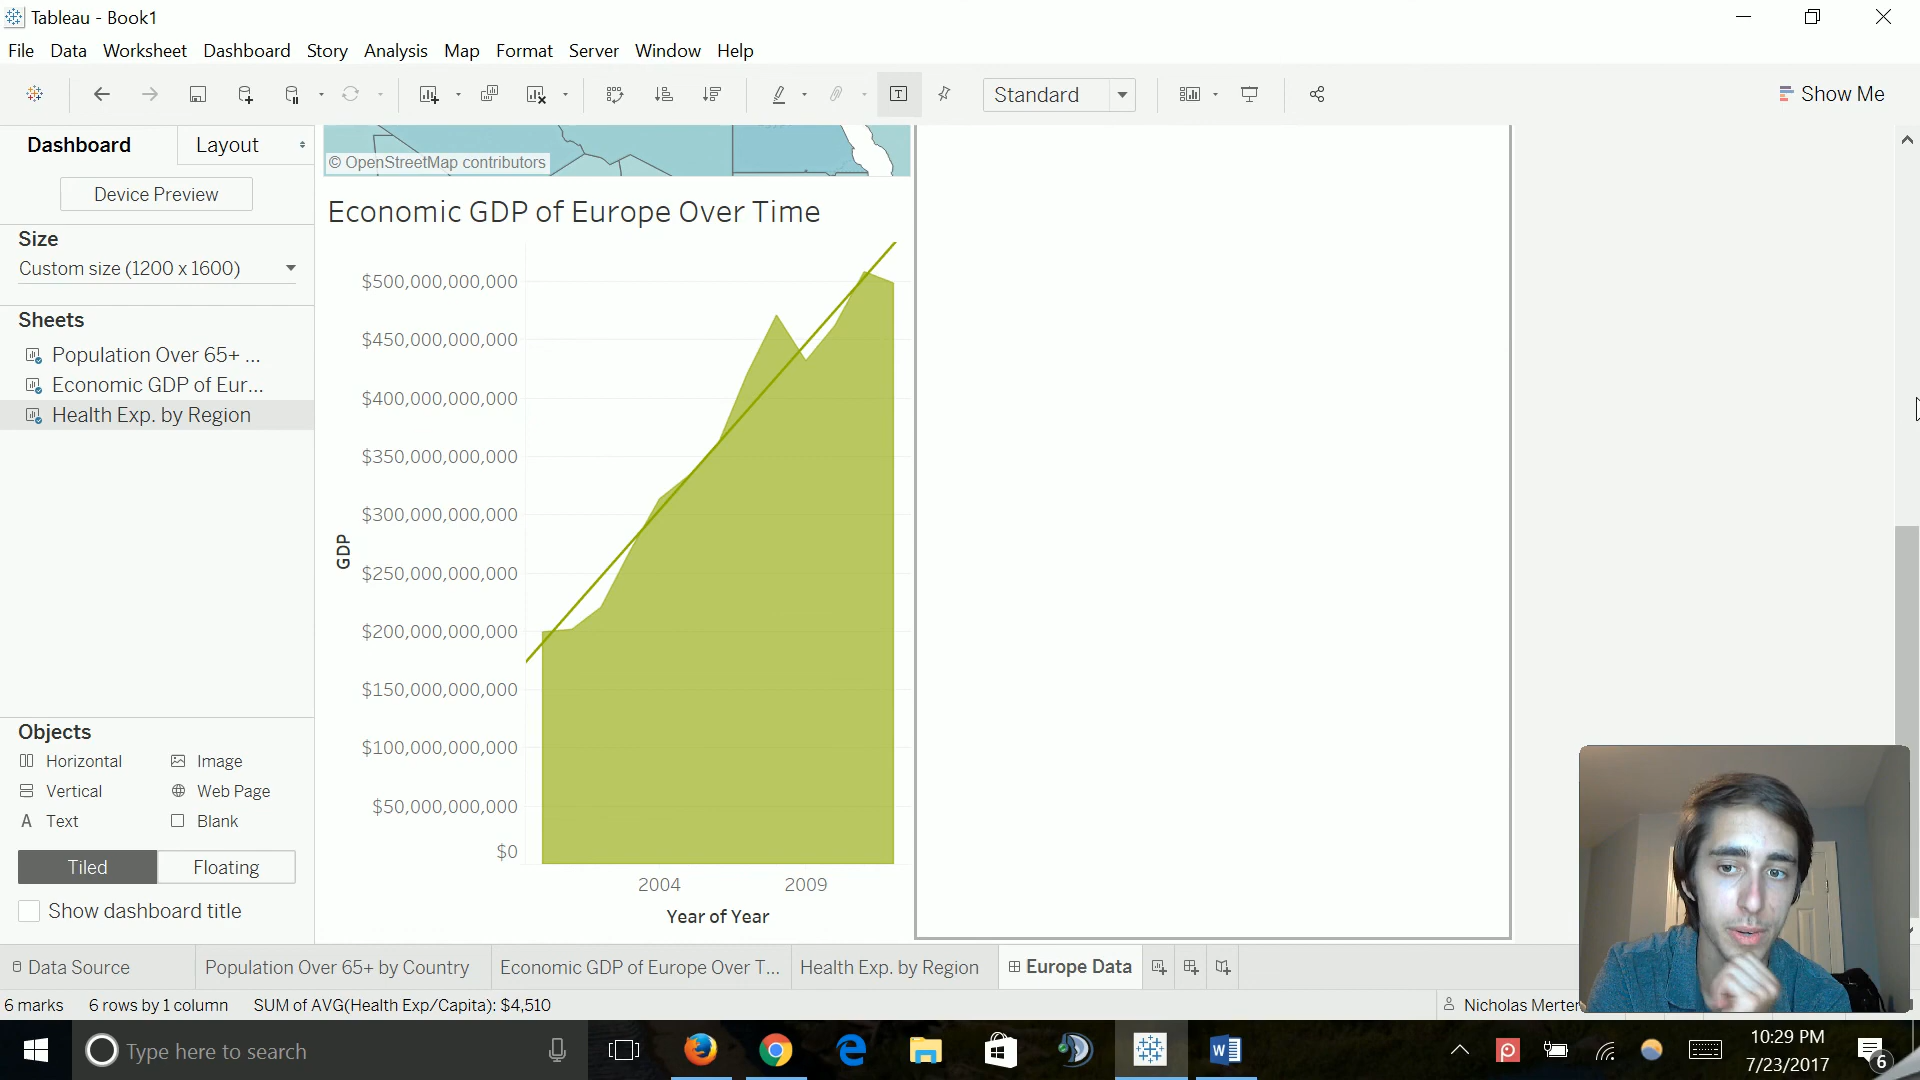 Tableau - Book1
File Data Worksheet Dashboard Story Analysis Map Format Server Window Help
Standard
Show Me
Dashboard
Layout
Device Preview
Size
Custom size (1200 x 1600)
Sheets
Population Over 65+ ...
Economic GDP of Eur...
Health Exp. by Region
© OpenStreetMap contributors
Economic GDP of Europe Over Time
$500,000,000,000
$450,000,000,000
$400,000,000,000
$350,000,000,000
$300,000,000,000
$250,000,000,000
$200,000,000,000
$150,000,000,000
$100,000,000,000
$50,000,000,000
$0
GDP
2004 2009
Year of Year
Objects
Horizontal Image
Vertical Web Page
A Text Blank
Tiled Floating
Show dashboard title
Data Source Population Over 65+ by Country Economic GDP of Europe Over T... Health Exp. by Region Europe Data
6 marks 6 rows by 1 column SUM of AVG(Health Exp/Capita): $4,510
Nicholas Merter
Type here to search
10:29 PM
7/23/2017
6